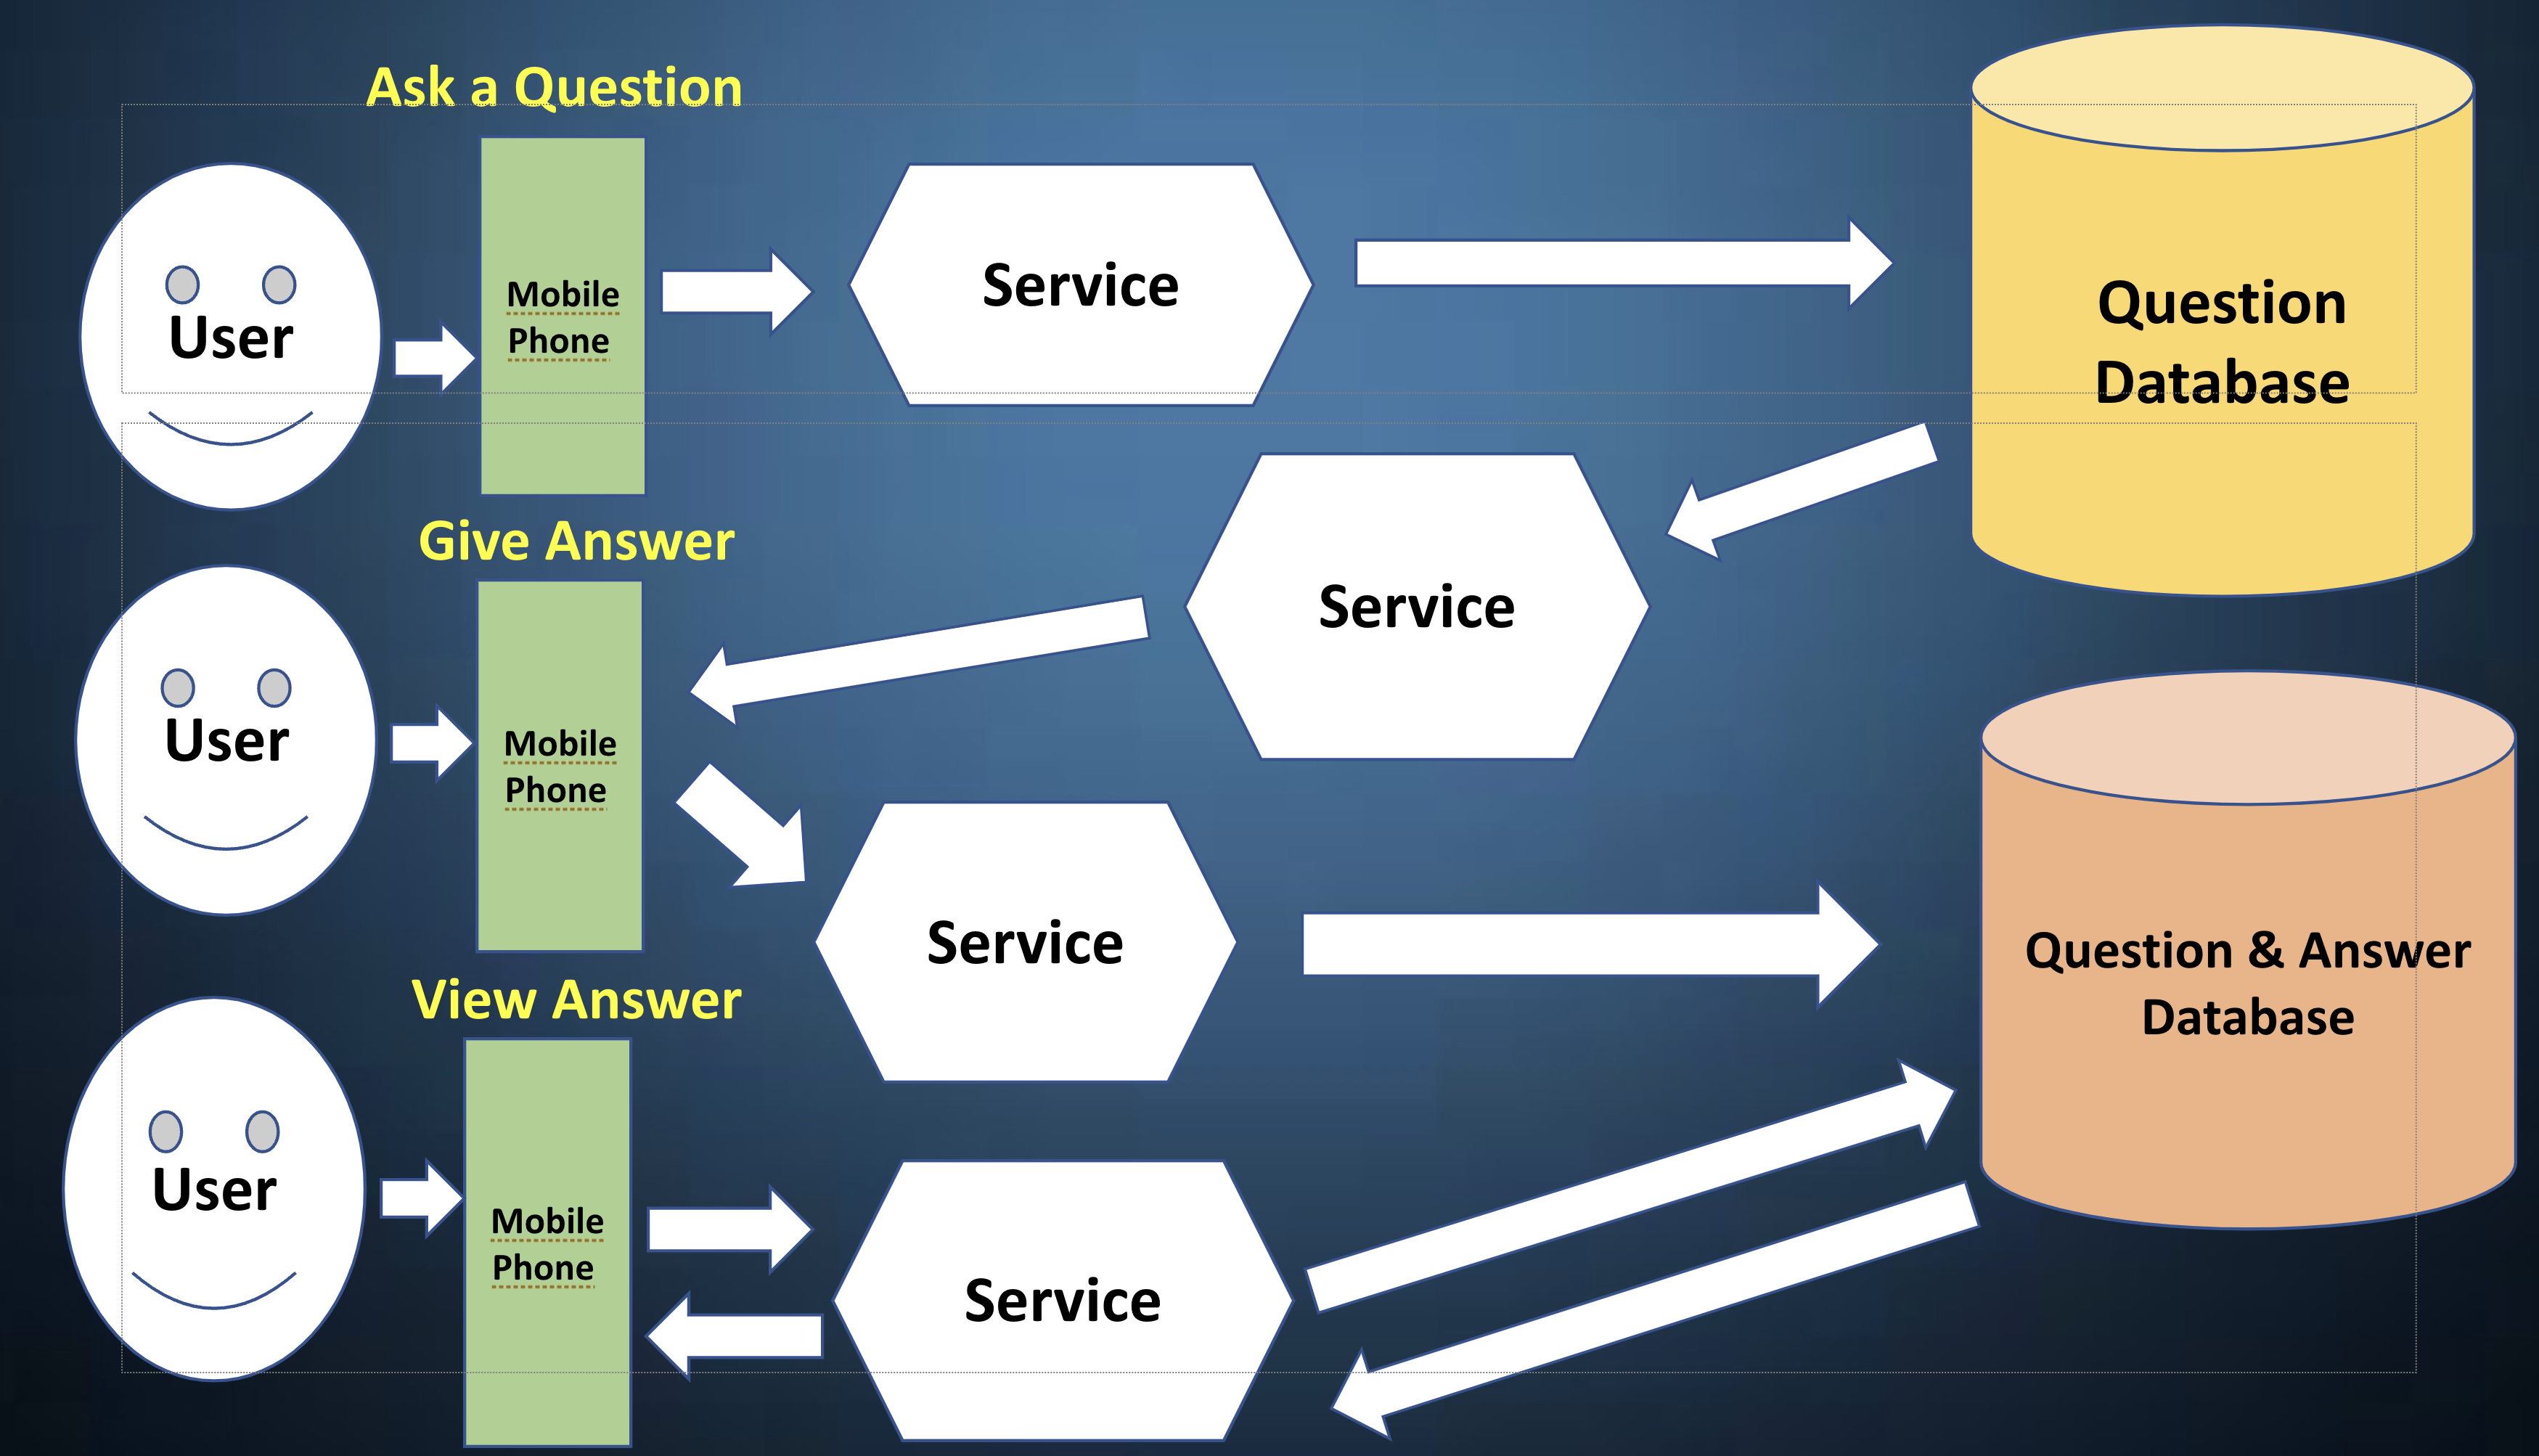 Ask a Question
User
Mobile
Phone
Service
Question
Database
Give Answer
User
Mobile
Phone
Service
Service
Question & Answer
Database
View Answer
User
Mobile
Phone
Service